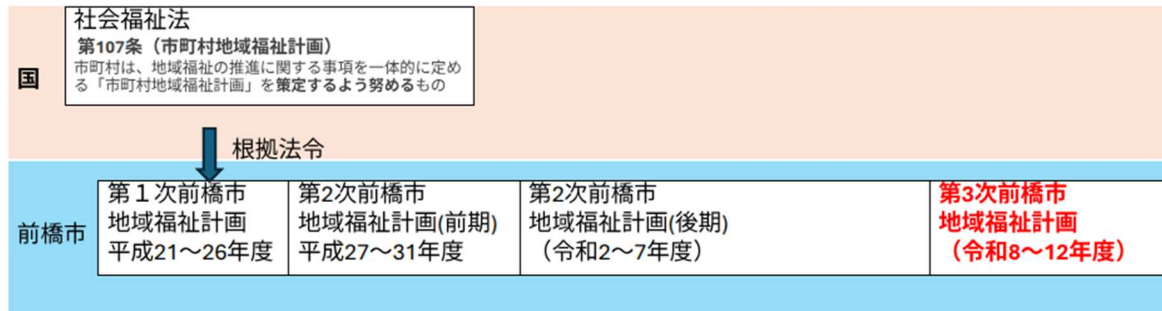 社会福祉法
第107条（市町村地域福祉計画）
市町村は、地域福祉の推進に関する事項を一体的に定め
る「市町村地域福祉計画」を策定するよう努めるもの
国
根拠法令
前橋市
第１次前橋市
地域福祉計画
平成21～26年度
第2次前橋市
地域福祉計画(前期)
平成27～31年度
第2次前橋市
地域福祉計画(後期)
（令和2～7年度）
第3次前橋市
地域福祉計画
（令和8～12年度）